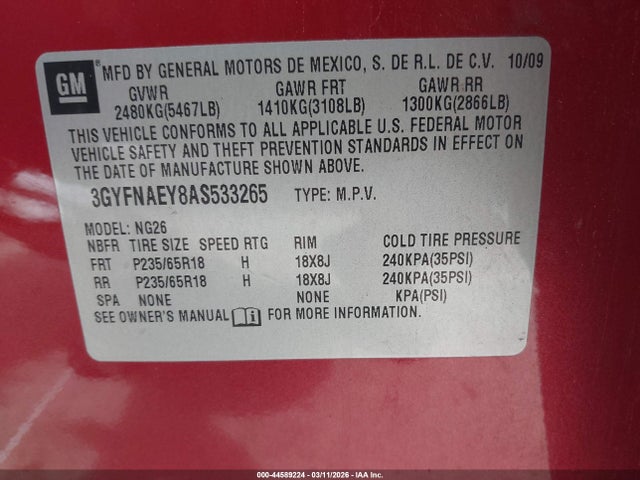 GM ® MFD BY GENERAL MOTORS DE MEXICO, S. DE R.L. DE C.V. 10/09
GVWR GAWR FRT GAWR RR
2480KG(5467LB) 1410KG(3108LB) 1300KG(2866LB)
THIS VEHICLE CONFORMS TO ALL APPLICABLE U.S. FEDERAL MOTOR
VEHICLE SAFETY AND THEFT PREVENTION STANDARDS IN EFFECT ON
THE DATE OF MANUFACTURE SHOWN ABOVE.
3GYFNAEY8AS533265 TYPE: M.P.V.
MODEL: NG26
NBFR TIRE SIZE SPEED RTG RIM COLD TIRE PRESSURE
FRT P235/65R18 H 18X8J 240KPA(35PSI)
RR P235/65R18 H 18X8J 240KPA(35PSI)
SPA NONE NONE KPA(PSI)
SEE OWNER'S MANUAL FOR MORE INFORMATION.
000-44589224 - 03/11/2026 - IAA Inc.